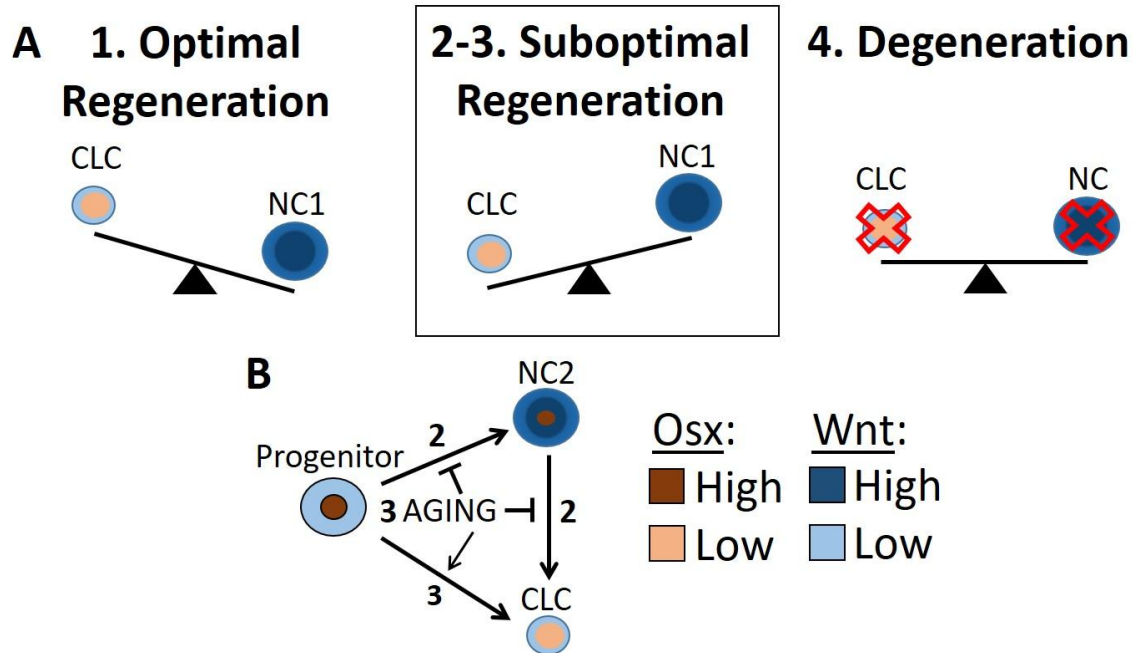 A
1. Optimal
Regeneration
2-3. Suboptimal
Regeneration
4. Degeneration
CLC
NC1
CLC
NC1
CLC
NC
B
NC2
2
Progenitor
3 AGING
2
3
CLC
Osx:
Wnt:
High
High
Low
Low